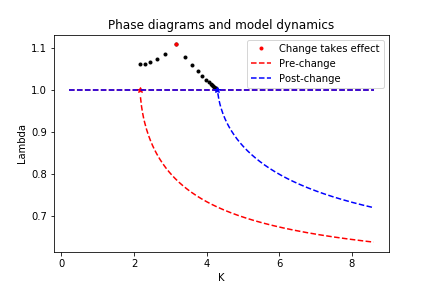 Phase diagrams and model dynamics
Change takes effect
Pre-change
Post-change
1.1
1.0
0.9
0.8
0.7
Lambda
0
2
4
6
8
K